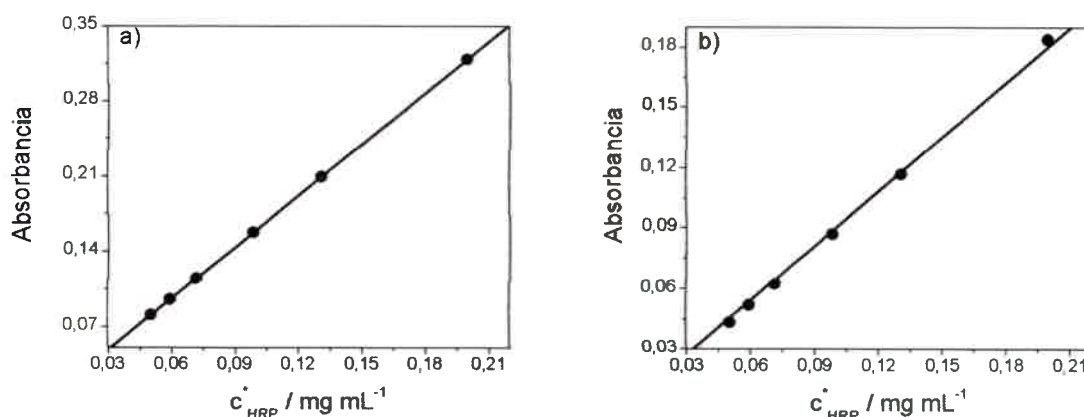 a)
Absorbancia
0,35
0,28
0,21
0,14
0,07
0,03 0,06 0,09 0,12 0,15 0,18 0,21
c*HRP / mg mL-1
b)
Absorbancia
0,18
0,15
0,12
0,09
0,06
0,03
0,03 0,06 0,09 0,12 0,15 0,18 0,21
c*HRP / mg mL-1